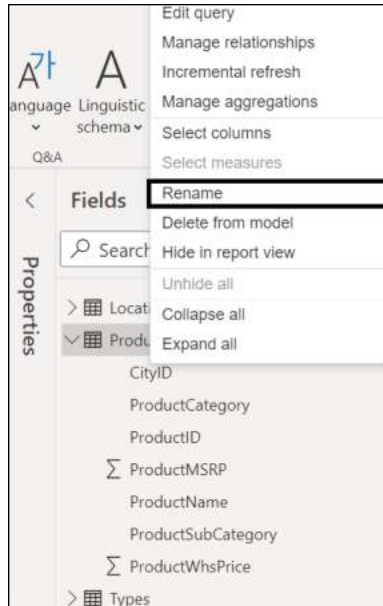 Edit query
Manage relationships
Incremental refresh
Manage aggregations
Select columns
Select measures
Rename
Delete from model
Hide in report view
Unhide all
Collapse all
Expand all
가
A
anguage Linguistic
schema
Q&A
Fields
Search
Properties
Locati
Produ
CityID
ProductCategory
ProductID
∑ ProductMSRP
ProductName
ProductSubCategory
∑ ProductWhsPrice
Types